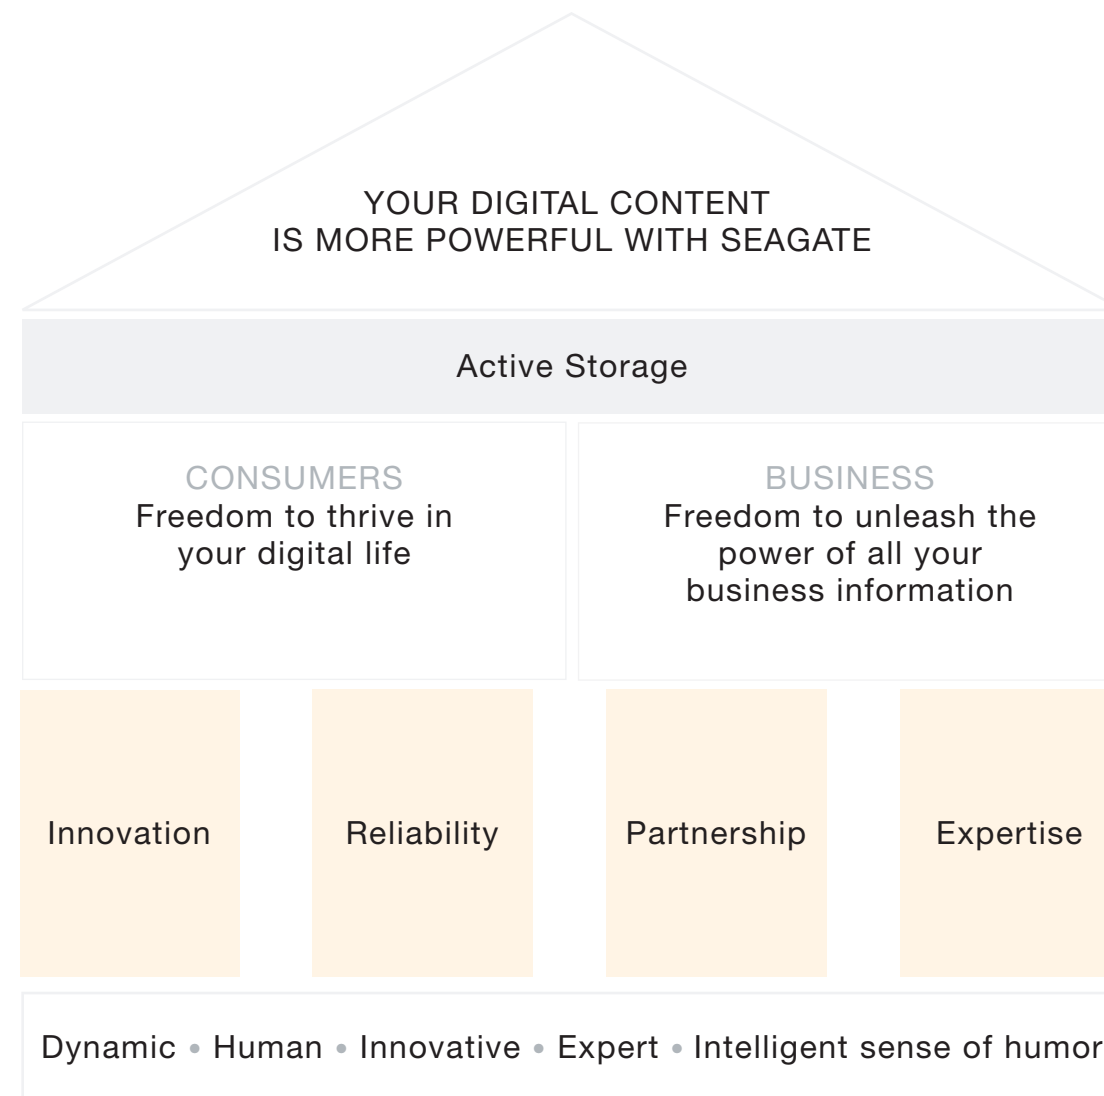 YOUR DIGITAL CONTENT
IS MORE POWERFUL WITH SEAGATE
Active Storage
CONSUMERS
Freedom to thrive in
your digital life
BUSINESS
Freedom to unleash the
power of all your
business information
Innovation
Reliability
Partnership
Expertise
Dynamic • Human • Innovative • Expert • Intelligent sense of humor